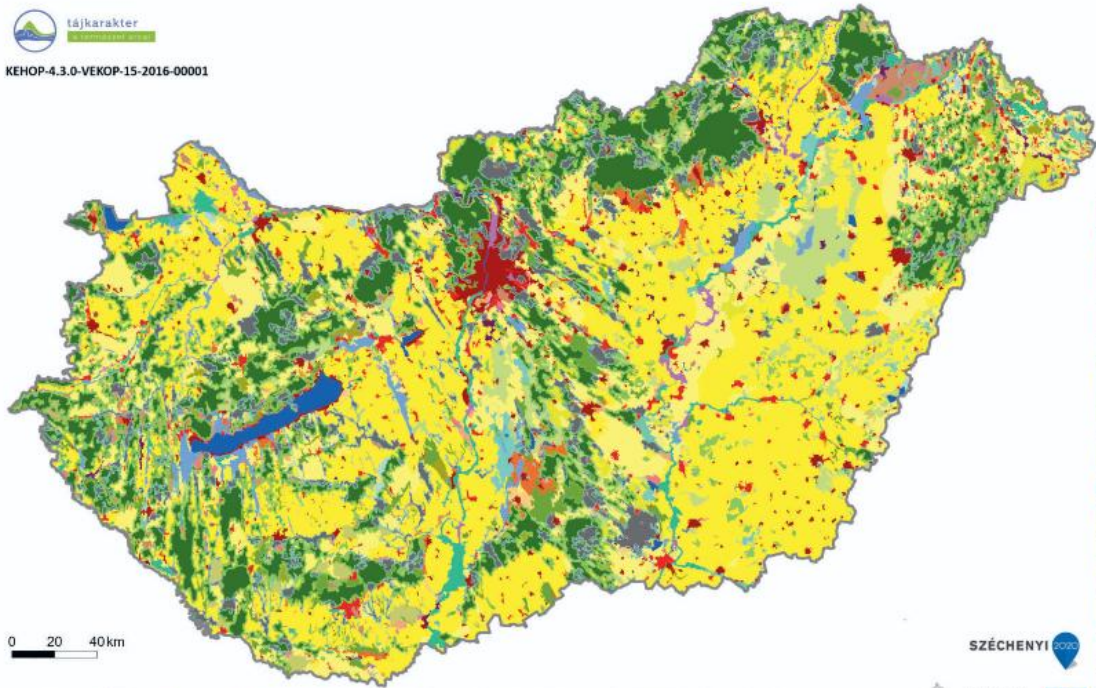 tájkarakter
a természet arcai
KEHOP-4.3.0-VEKOP-15-2016-00001
0 20 40 km
SZÉCHENYI 2020